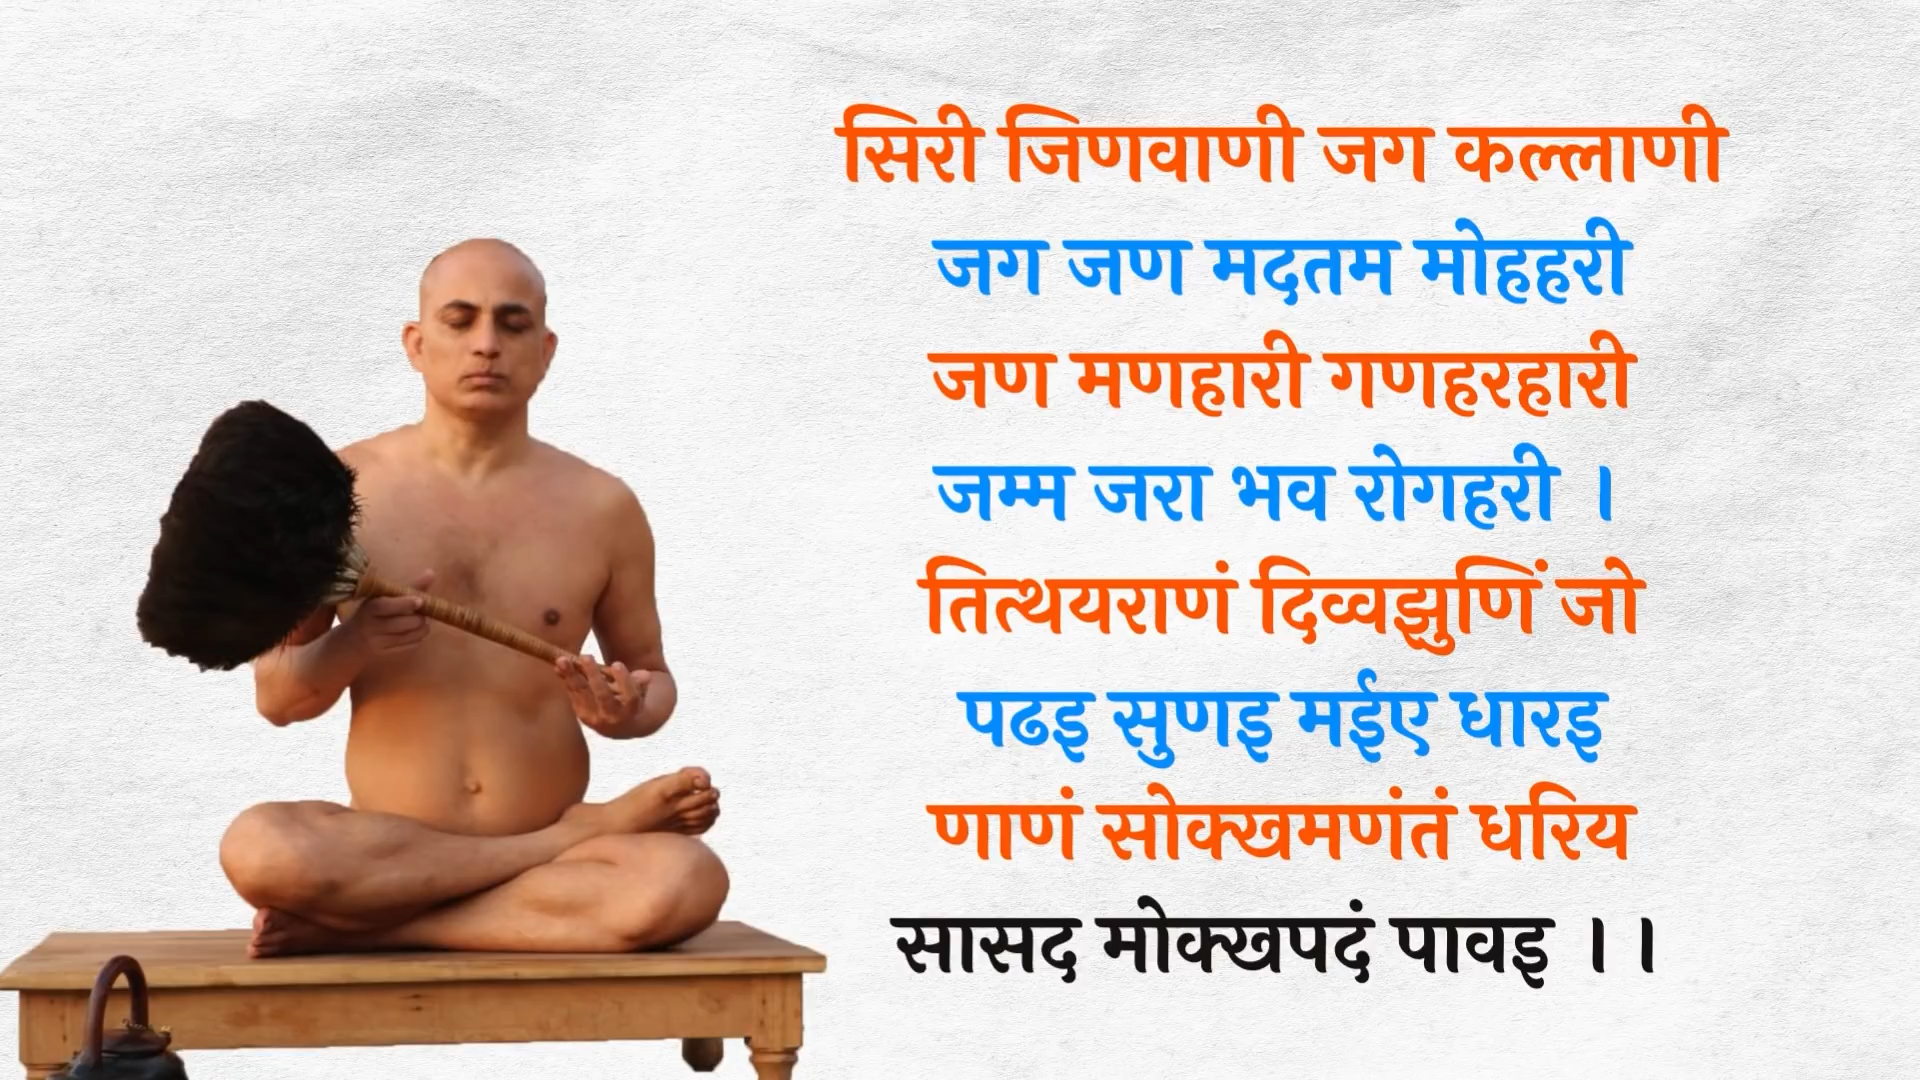 सिरी जिणवाणी जग कल्लाणी
जग जण मदतम मोहहरी
जण मणहारी गणहरहारी
जम्म जरा भव रोगहरी ।
तित्थयराणं दिव्वझुणिं जो
पढइ सुणइ मईए धारइ
णाणं सोक्खमणंतं धरिय
सासद मोक्खपदं पावइ ।।